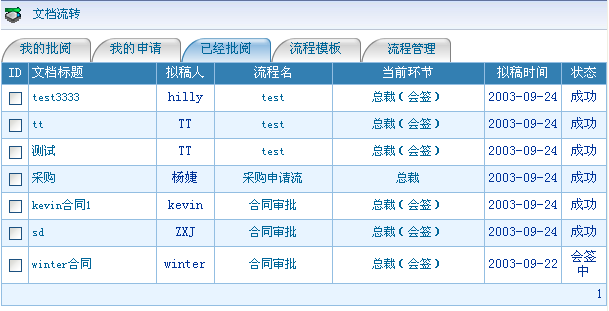 文档流转
我的批阅 我的申请 已经批阅 流程模板 流程管理
ID 文档标题 拟稿人 流程名 当前环节 拟稿时间 状态
test3333 hilly test 总裁(会签) 2003-09-24 成功
tt TT test 总裁(会签) 2003-09-24 成功
测试 TT test 总裁(会签) 2003-09-24 成功
采购 杨婕 采购申请流 总裁 2003-09-24 成功
kevin合同1 kevin 合同审批 总裁(会签) 2003-09-24 成功
sd ZXJ 合同审批 总裁(会签) 2003-09-24 成功
winter合同 winter 合同审批 总裁(会签) 2003-09-22 会签
中
1